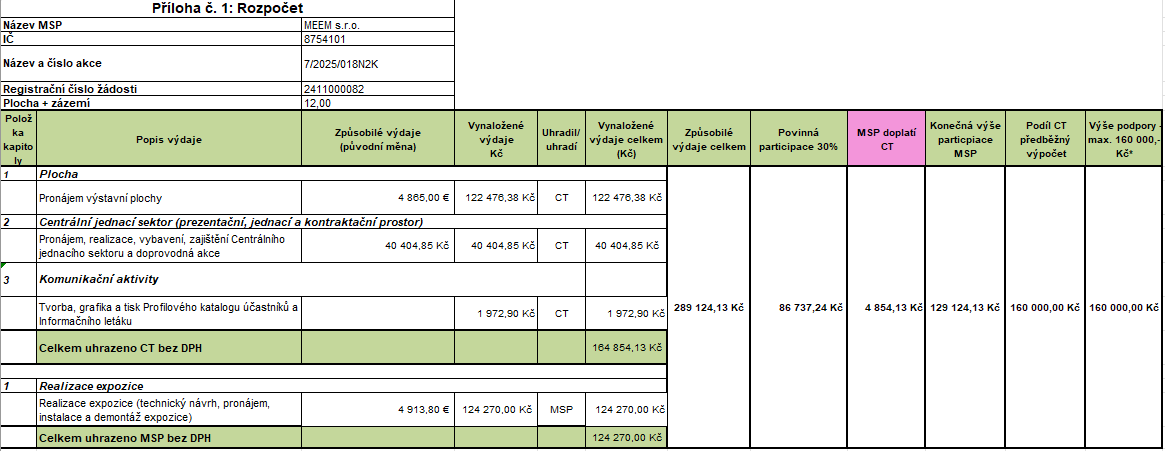 Příloha č. 1: Rozpočet
Název MSP MEEM s.r.o.
IČ 8754101
Název a číslo akce 7/2025/018N2K
Registrační číslo žádosti 2411000082
Plocha + zázemí 12,00
Polož
ka
kapito
ly
Popis výdaje
Způsobilé výdaje
(původní měna)
Vynaložené
výdaje
Kč
Uhradil/
uhradí
Vynaložené
výdaje celkem
(Kč)
Způsobilé
výdaje celkem
Povinná
participace 30%
MSP doplatí
CT
Konečná výše
particpiace
MSP
Podíl CT
předběžný
výpočet
Výše podpory -
max. 160 000,-
Kč*
1 Plocha
Pronájem výstavní plochy 4 865,00 € 122 476,38 Kč CT 122 476,38 Kč
2 Centrální jednací sektor (prezentační, jednací a kontraktační prostor)
Pronájem, realizace, vybavení, zajištění Centrálního
jednacího sektoru a doprovodná akce
40 404,85 Kč 40 404,85 Kč CT 40 404,85 Kč
3 Komunikační aktivity
Tvorba, grafika a tisk Profilového katalogu účastníků a
Informačního letáku
1 972,90 Kč CT 1 972,90 Kč
289 124,13 Kč 86 737,24 Kč 4 854,13 Kč 129 124,13 Kč 160 000,00 Kč 160 000,00 Kč
Celkem uhrazeno CT bez DPH 164 854,13 Kč
1 Realizace expozice
Realizace expozice (technický návrh, pronájem,
instalace a demontáž expozice)
4 913,80 € 124 270,00 Kč MSP 124 270,00 Kč
Celkem uhrazeno MSP bez DPH 124 270,00 Kč